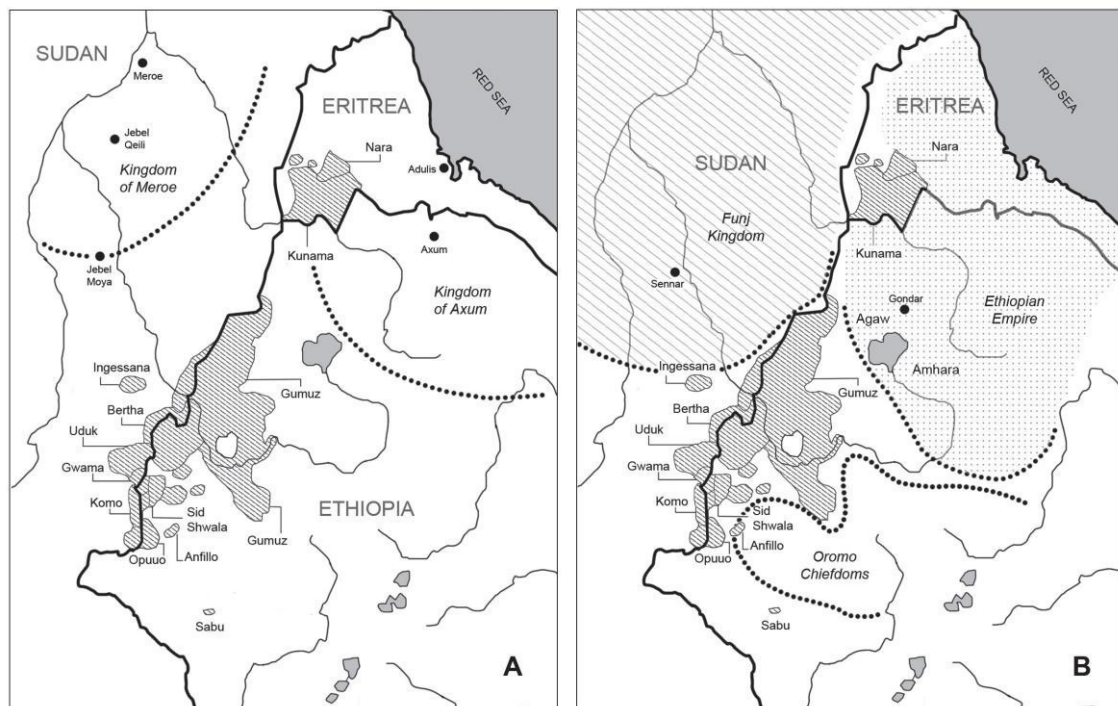 SUDAN
Meroe
RED SEA
ERITREA
Jebel
Qeili
Kingdom
of Meroe
Nara
Adulis
Jebel
Moya
Kunama
Axum
Kingdom
of Axum
Ingessana
Gumuz
Bertha
Uduk
Gwama
Komo
Sid
Shwala
ETHIOPIA
Gumuz
Opuuo
Anfillo
Sabu
A
RED SEA
ERITREA
SUDAN
Nara
Funj
Kingdom
Kunama
Sennar
Gondar
Ethiopian
Empire
Agaw
Ingessana
Amhara
Gumuz
Bertha
Uduk
Gwama
Komo
Sid
Shwala
Anfillo
Opuuo
Oromo
Chiefdoms
Sabu
B